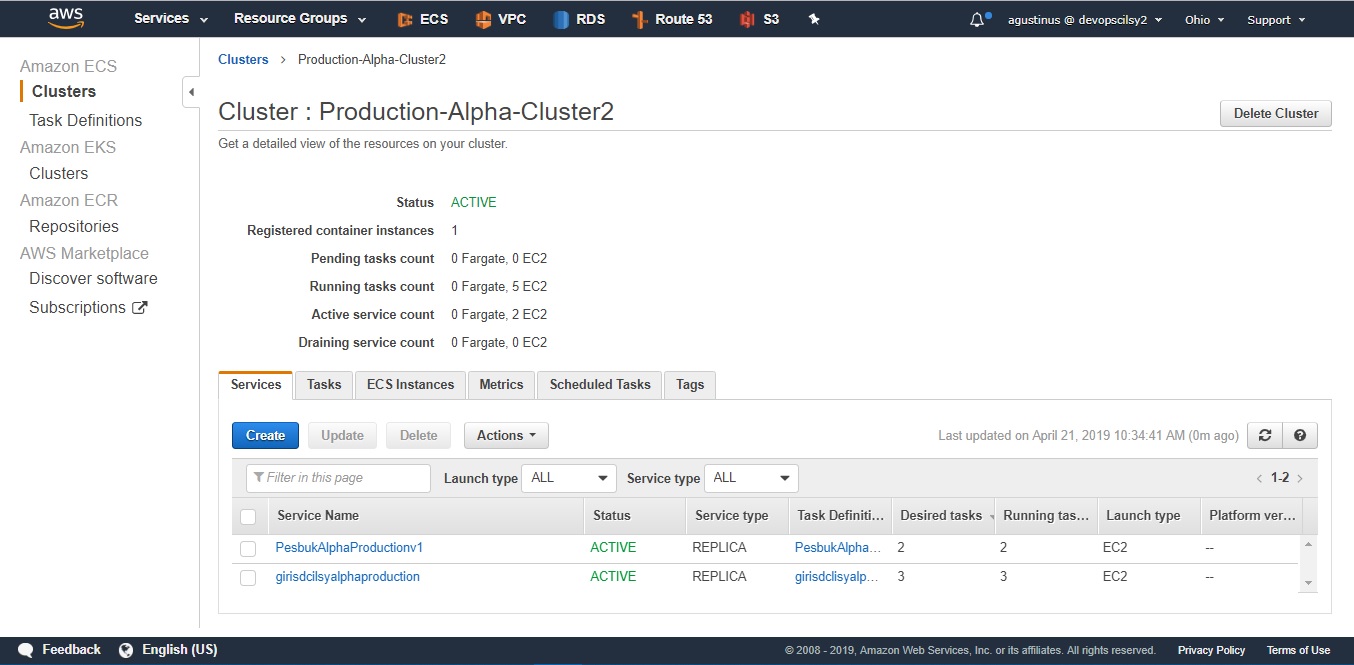 aws Services Resource Groups ECS VPC RDS Route 53 S3 agustinus @ devopscilsy2 Ohio Support
Amazon ECS
Clusters
Task Definitions
Amazon EKS
Clusters
Amazon ECR
Repositories
AWS Marketplace
Discover software
Subscriptions
Clusters > Production-Alpha-Cluster2
Cluster : Production-Alpha-Cluster2
Delete Cluster
Get a detailed view of the resources on your cluster.
Status ACTIVE
Registered container instances 1
Pending tasks count 0 Fargate, 0 EC2
Running tasks count 0 Fargate, 5 EC2
Active service count 0 Fargate, 2 EC2
Draining service count 0 Fargate, 0 EC2
Services Tasks ECS Instances Metrics Scheduled Tasks Tags
Create Update Delete Actions Last updated on April 21, 2019 10:34:41 AM (0m ago)
Filter in this page Launch type ALL Service type ALL < 1-2 >
Service Name Status Service type Task Definiti... Desired tasks Running tas... Launch type Platform ver...
PesbukAlphaProductionv1 ACTIVE REPLICA PesbukAlpha... 2 2 EC2 --
girisdcilsyalphaproduction ACTIVE REPLICA girisdclisyalp... 3 3 EC2 --
Feedback English (US) © 2008 - 2019, Amazon Web Services, Inc. or its affiliates. All rights reserved. Privacy Policy Terms of Use